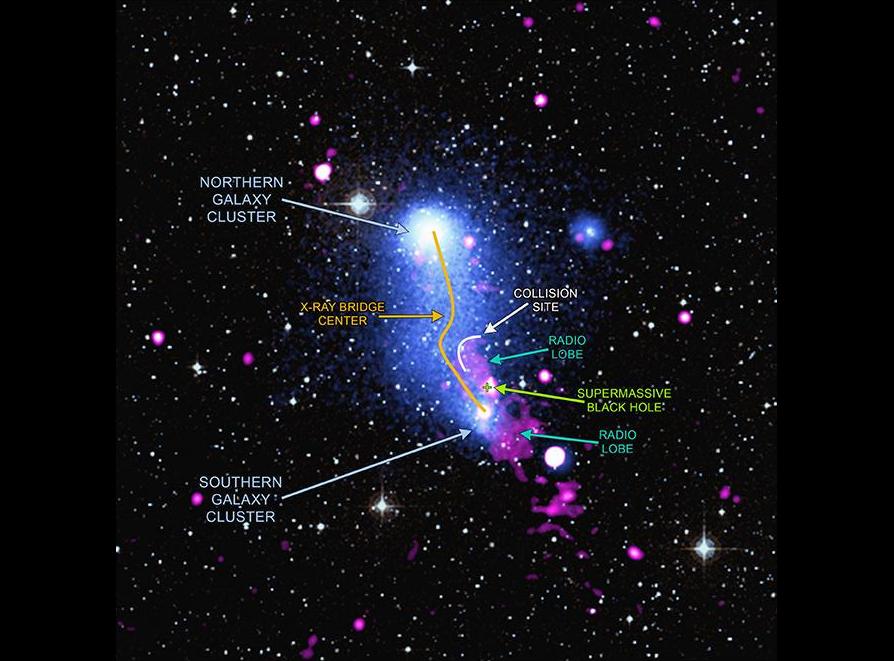 NORTHERN
GALAXY
CLUSTER
X-RAY BRIDGE
CENTER
COLLISION
SITE
RADIO
LOBE
SUPERMASSIVE
BLACK HOLE
RADIO
LOBE
SOUTHERN
GALAXY
CLUSTER